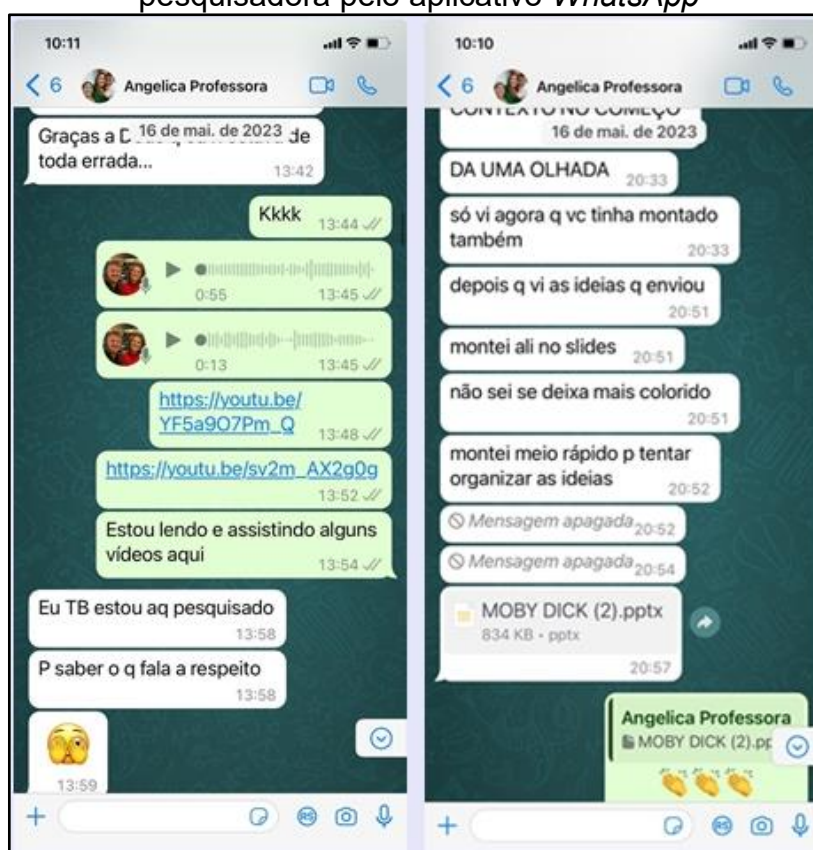 pesquisadora pelo aplicativo WhatsApp
10:11
6
Angelica Professora
16 de mai. de 2023
Graças a
de
toda errada...
13:42
Kkkk
13:44
0:55
13:45
0:13
13:45
https://youtu.be/
YF5a9O7Pm_Q
13:48
https://youtu.be/sv2m_AX2g0g
13:52
Estou lendo e assistindo alguns
vídeos aqui
13:54
Eu TB estou aq pesquisado
13:58
P saber o q fala a respeito
13:58
13:59
10:10
6
Angelica Professora
CONTEXTO NO COMEÇO
16 de mai. de 2023
DA UMA OLHADA
20:33
só vi agora q vc tinha montado
também
20:33
depois q vi as ideias q enviou
20:51
montei ali no slides
20:51
não sei se deixa mais colorido
20:51
montei meio rápido p tentar
organizar as ideias
20:52
Mensagem apagada
20:52
Mensagem apagada
20:54
MOBY DICK (2).pptx
834 KB • pptx
20:57
Angelica Professora
MOBY DICK (2).pp